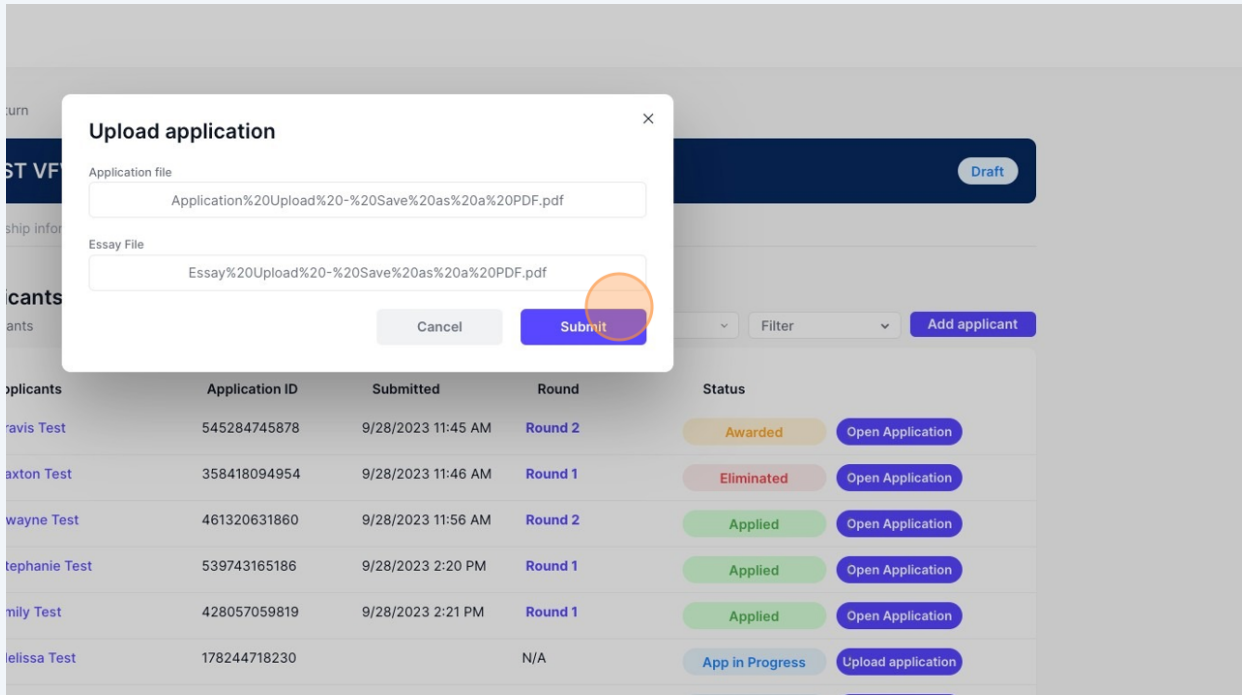 turn
Upload application
ST VF
Draft
Application file
Application%20Upload%20-%20Save%20as%20a%20PDF.pdf
ship infor
Essay File
Essay%20Upload%20-%20Save%20as%20a%20PDF.pdf
icants
ants
Cancel
Submit
Filter
Add applicant
pplicants Application ID Submitted Round Status
ravis Test 545284745878 9/28/2023 11:45 AM Round 2 Awarded Open Application
axton Test 358418094954 9/28/2023 11:46 AM Round 1 Eliminated Open Application
wayne Test 461320631860 9/28/2023 11:56 AM Round 2 Applied Open Application
tephanie Test 539743165186 9/28/2023 2:20 PM Round 1 Applied Open Application
mily Test 428057059819 9/28/2023 2:21 PM Round 1 Applied Open Application
elissa Test 178244718230 N/A App in Progress Upload application